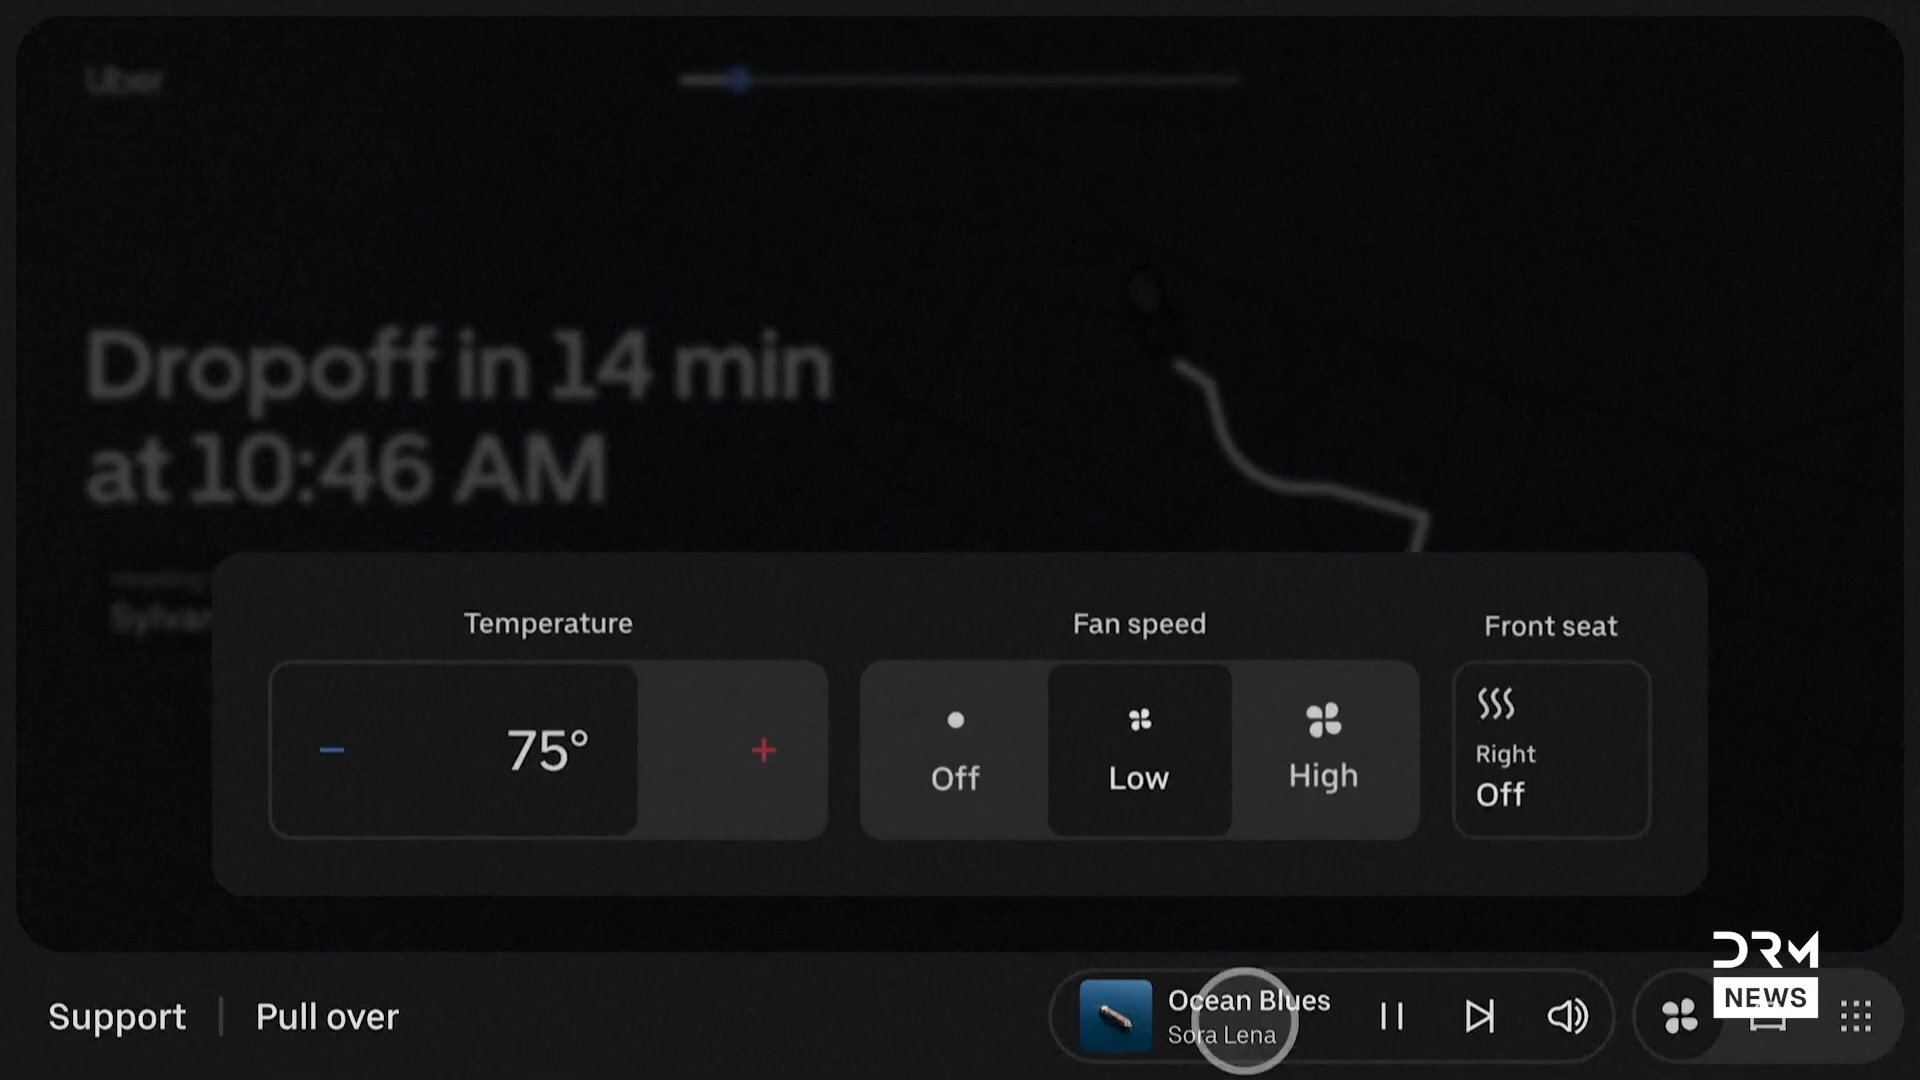 Uber
Dropoff in 14 min
at 10:46 AM
Temperature
Fan speed
Front seat
75°
Off
Low
High
Right
Off
Support
Pull over
Ocean Blues
Sora Lena
DRM
NEWS